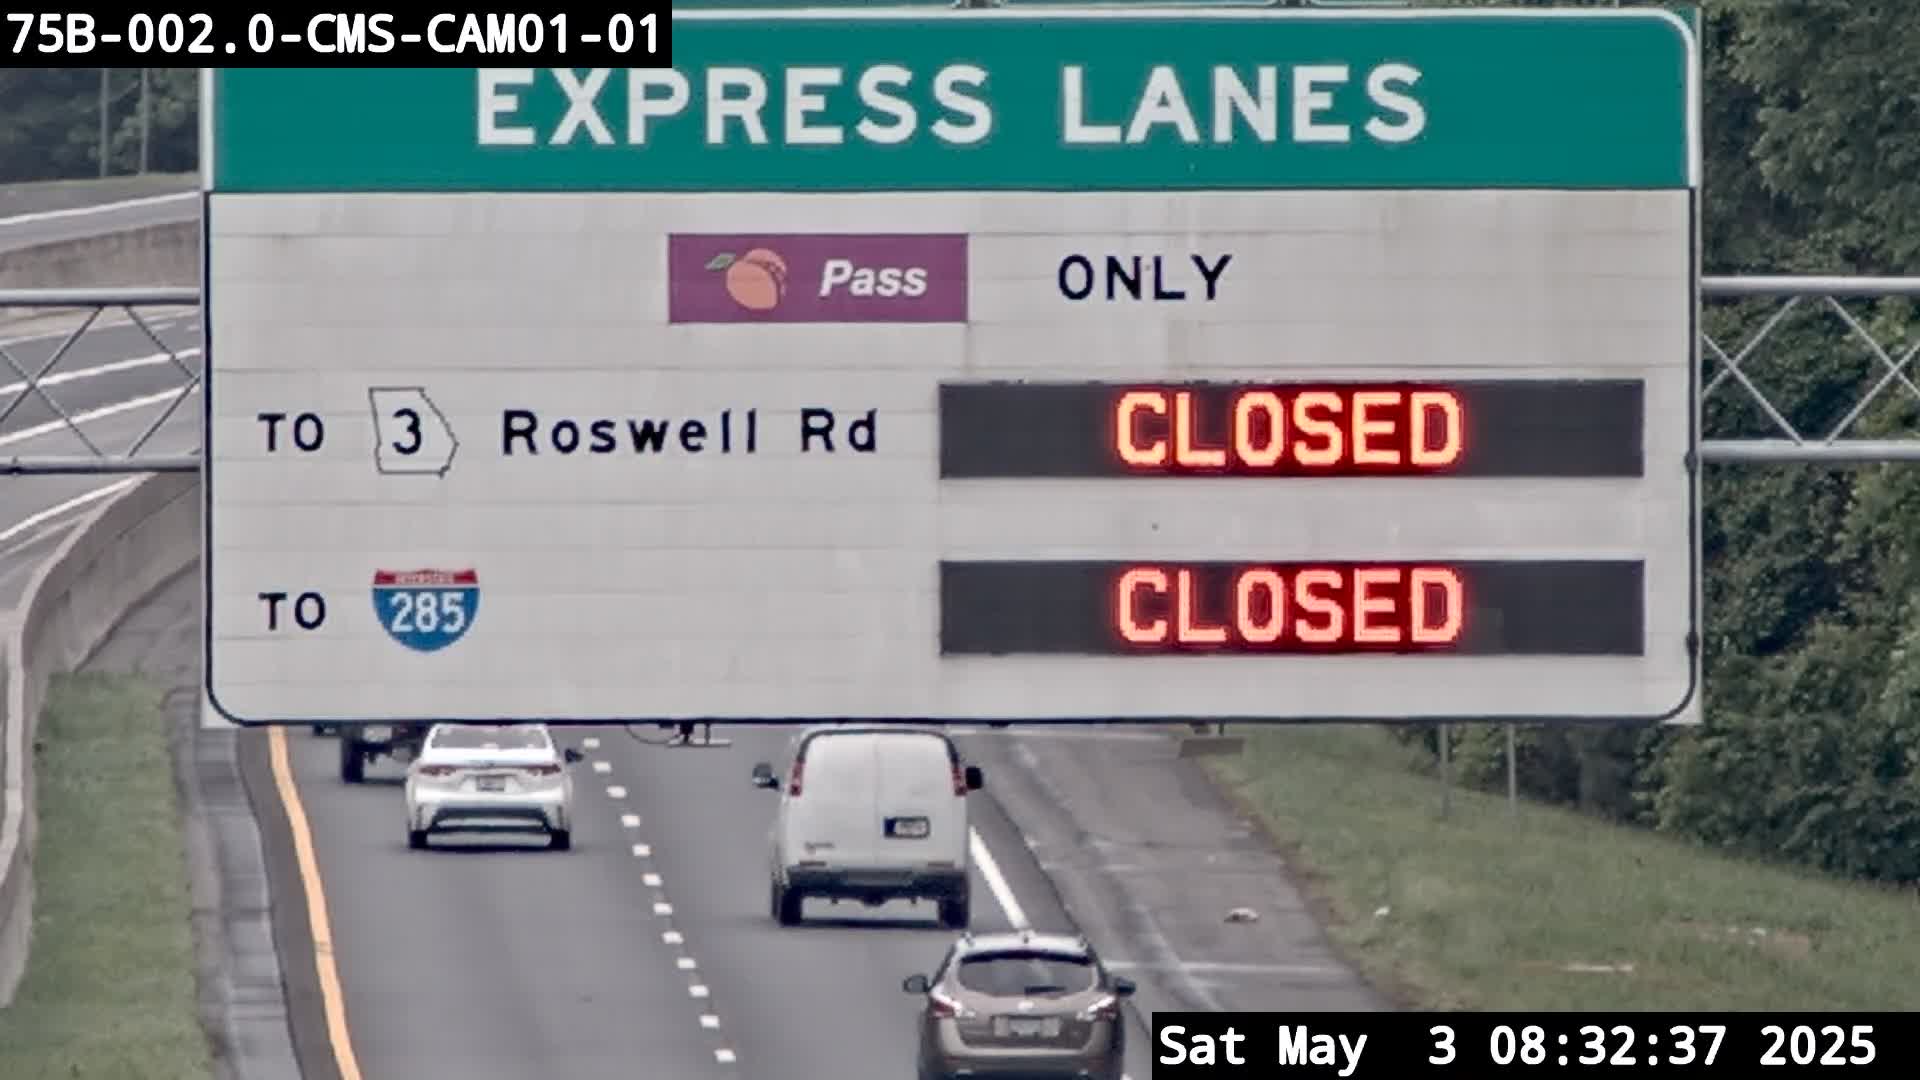 75B-002.0-CMS-CAM01-01
EXPRESS LANES
Pass ONLY
TO 3 Roswell Rd CLOSED
INTERSTATE
TO 285 CLOSED
Sat May 3 08:32:37 2025